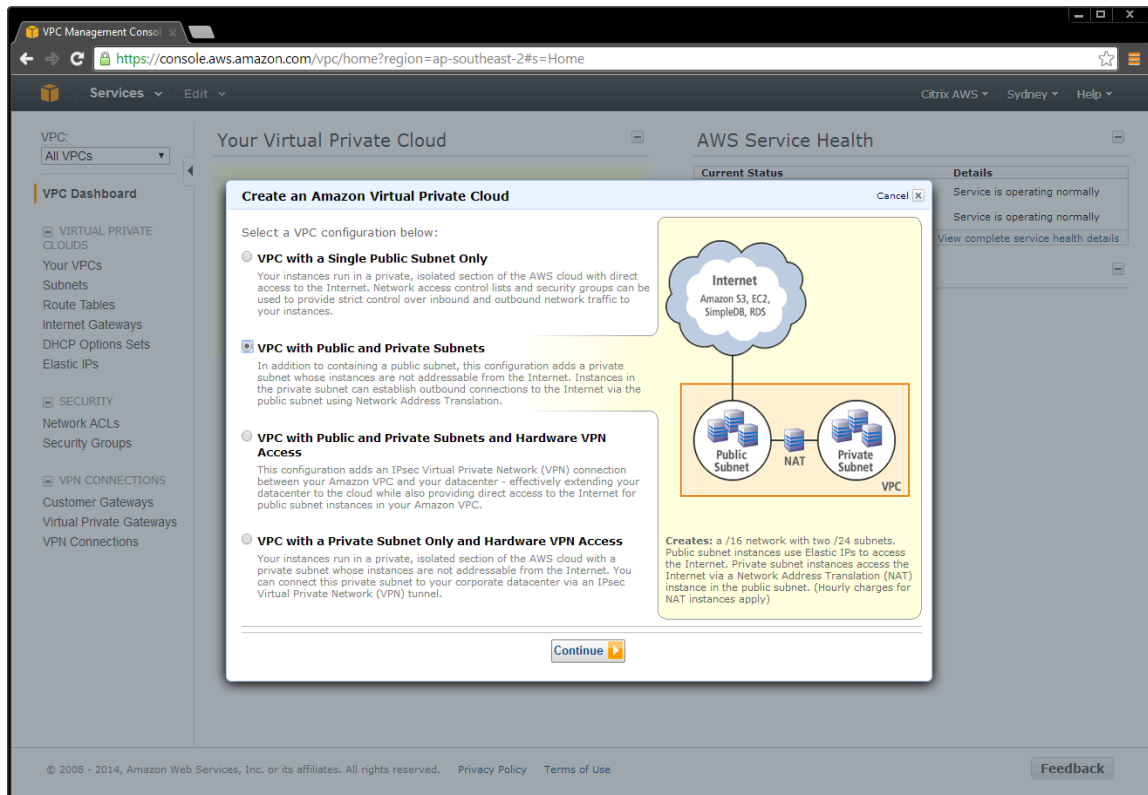 VPC Management Consol
https://console.aws.amazon.com/vpc/home?region=ap-southeast-2#s=Home
Services Edit Citrix AWS Sydney Help
VPC:
All VPCs
VPC Dashboard
VIRTUAL PRIVATE
CLOUDS
Your VPCs
Subnets
Route Tables
Internet Gateways
DHCP Options Sets
Elastic IPs
SECURITY
Network ACLs
Security Groups
VPN CONNECTIONS
Customer Gateways
Virtual Private Gateways
VPN Connections
Your Virtual Private Cloud
AWS Service Health
Current Status Details
Service is operating normally
Service is operating normally
View complete service health details
Create an Amazon Virtual Private Cloud
Cancel
Select a VPC configuration below:
VPC with a Single Public Subnet Only
Your instances run in a private, isolated section of the AWS cloud with direct
access to the Internet. Network access control lists and security groups can be
used to provide strict control over inbound and outbound network traffic to
your instances.
VPC with Public and Private Subnets
In addition to containing a public subnet, this configuration adds a private
subnet whose instances are not addressable from the Internet. Instances in
the private subnet can establish outbound connections to the Internet via the
public subnet using Network Address Translation.
VPC with Public and Private Subnets and Hardware VPN
Access
This configuration adds an IPsec Virtual Private Network (VPN) connection
between your Amazon VPC and your datacenter - effectively extending your
datacenter to the cloud while also providing direct access to the Internet for
public subnet instances in your Amazon VPC.
VPC with a Private Subnet Only and Hardware VPN Access
Your instances run in a private, isolated section of the AWS cloud with a
private subnet whose instances are not addressable from the Internet. You
can connect this private subnet to your corporate datacenter via an IPsec
Virtual Private Network (VPN) tunnel.
Internet
Amazon S3, EC2,
SimpleDB, RDS
Public
Subnet
NAT
Private
Subnet
VPC
Creates: a /16 network with two /24 subnets.
Public subnet instances use Elastic IPs to access
the Internet. Private subnet instances access the
Internet via a Network Address Translation (NAT)
instance in the public subnet. (Hourly charges for
NAT instances apply)
Continue
© 2008 - 2014, Amazon Web Services, Inc. or its affiliates. All rights reserved. Privacy Policy Terms of Use
Feedback